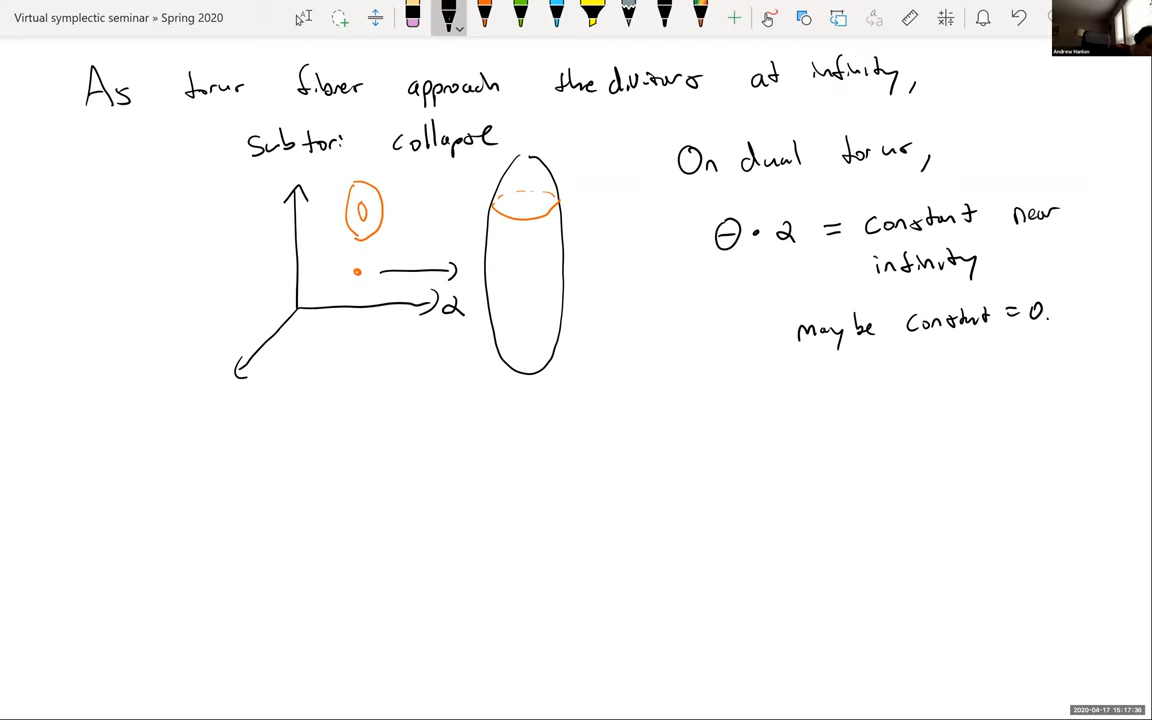 Virtual symplectic seminar » Spring 2020
Andrew Hanlon
As torus fibers approach the divisors at infinity,
subtori collapse
On dual torus,
Θ · α = constant near
infinity
maybe constant = 0.
α
2020-04-17 15:17:36